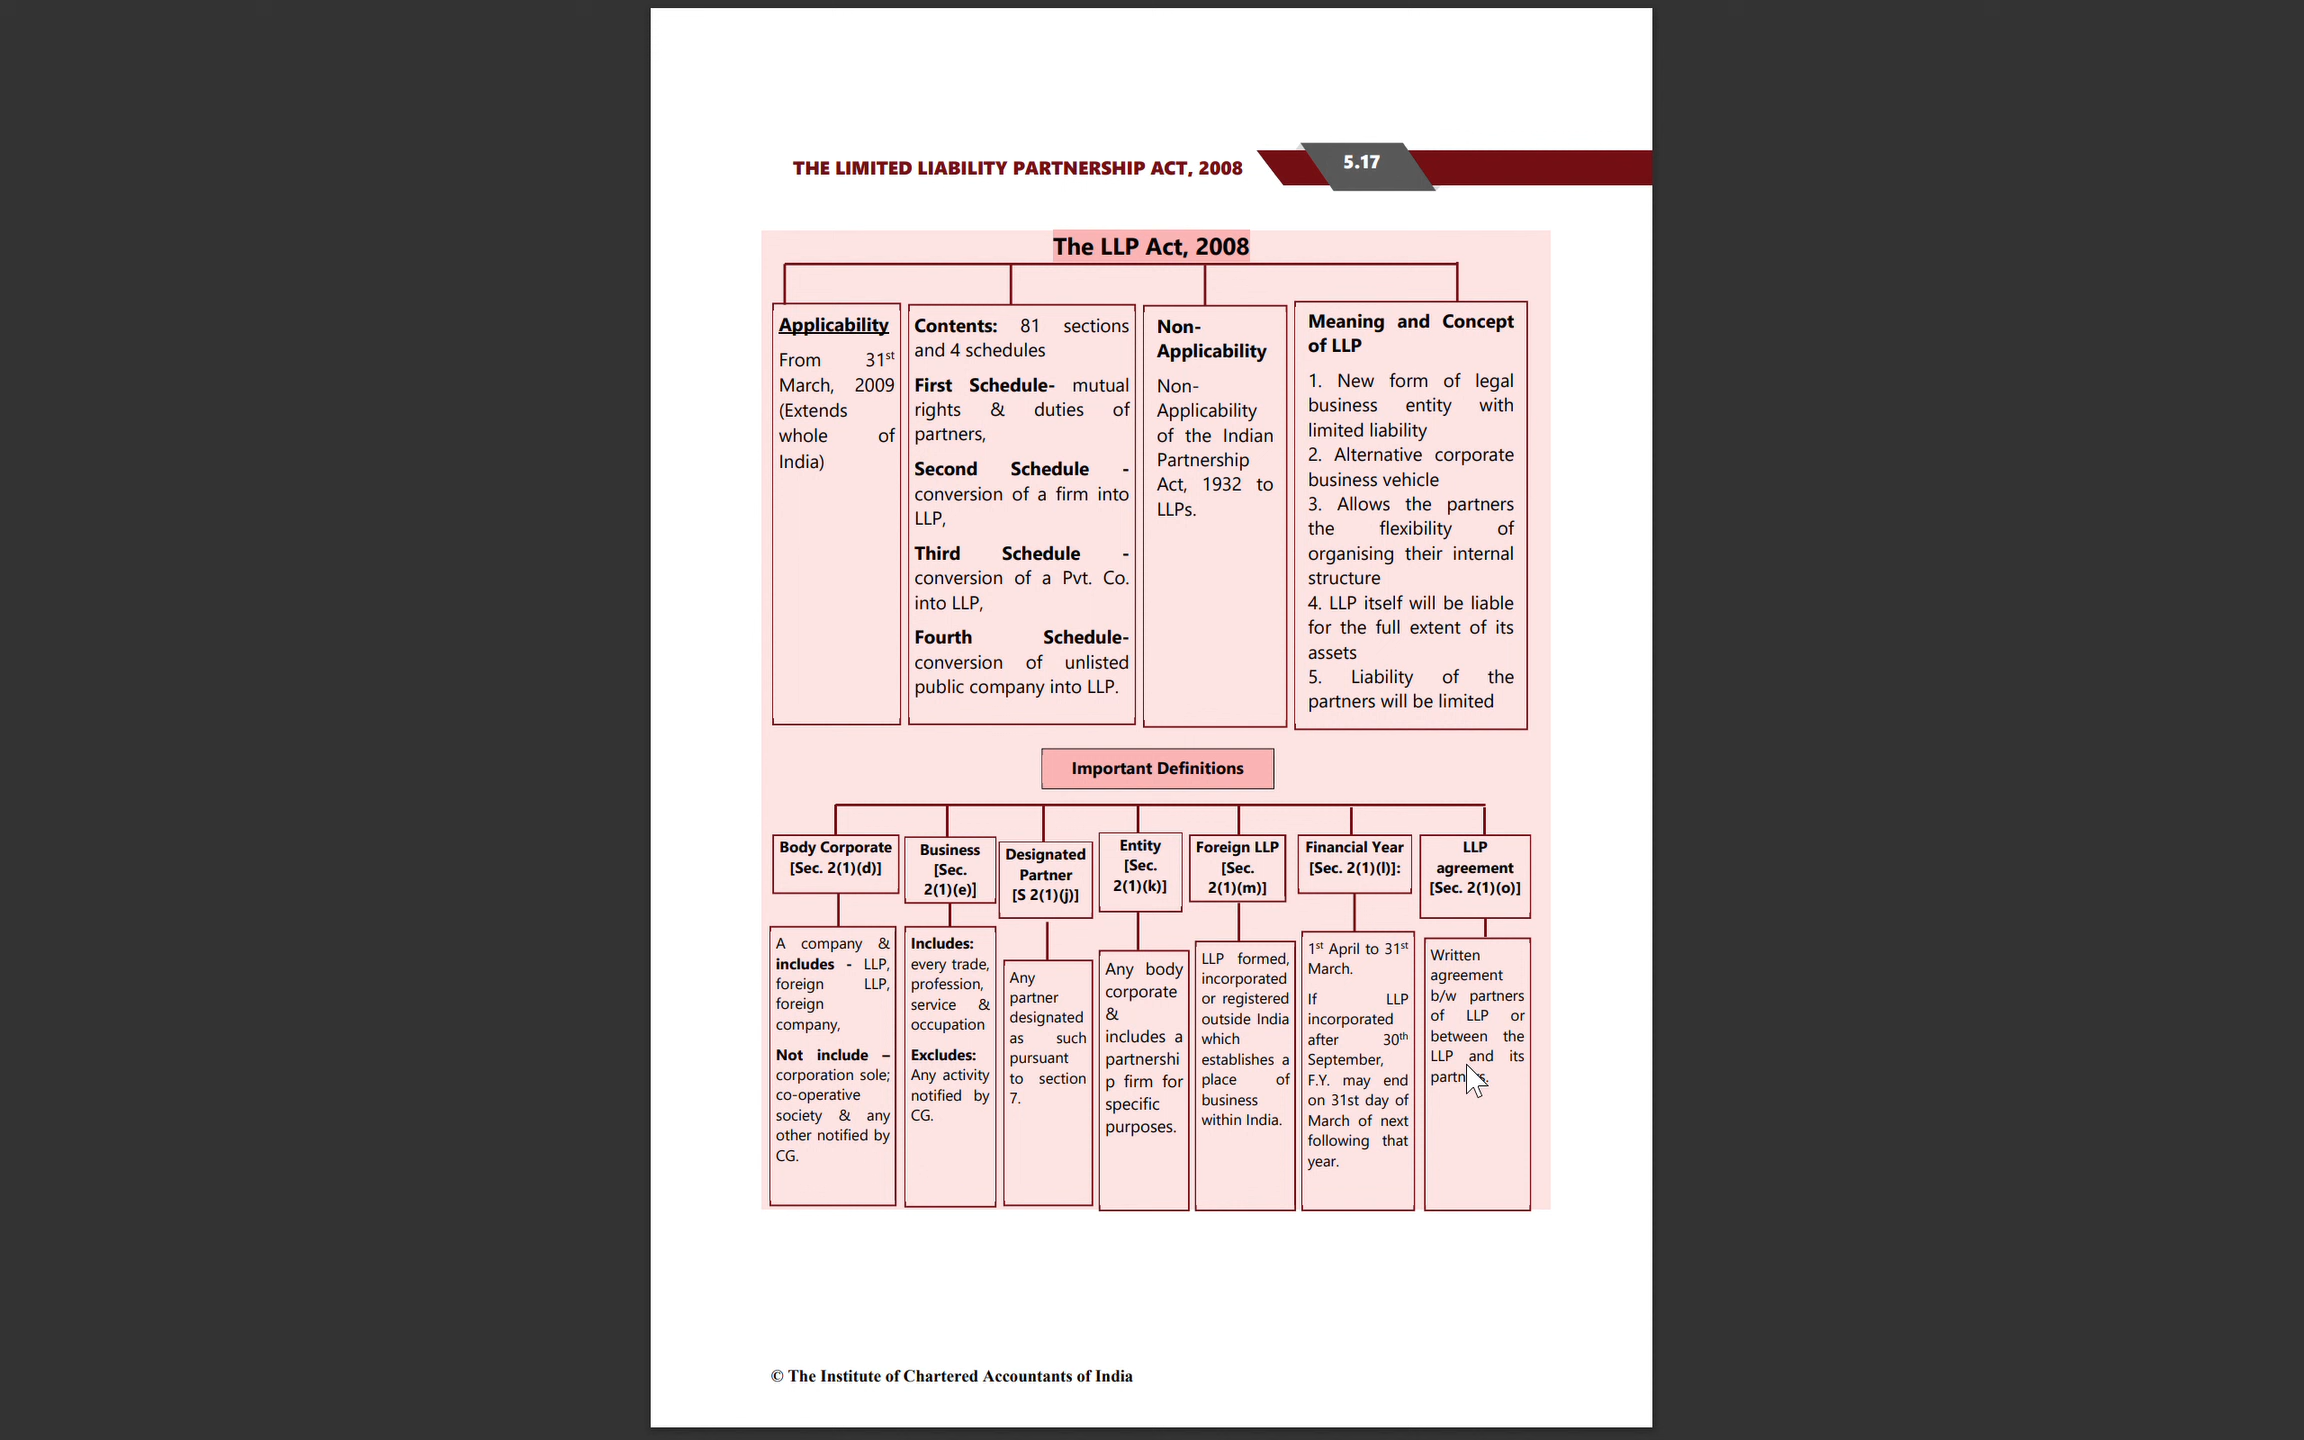 THE LIMITED LIABILITY PARTNERSHIP ACT, 2008
5.17
The LLP Act, 2008
Applicability
From 31st
March, 2009
(Extends
whole of
India)
Contents: 81 sections
and 4 schedules
First Schedule- mutual
rights & duties of
partners,
Second Schedule -
conversion of a firm into
LLP,
Third Schedule -
conversion of a Pvt. Co.
into LLP,
Fourth Schedule-
conversion of unlisted
public company into LLP.
Non-
Applicability
Non-
Applicability
of the Indian
Partnership
Act, 1932 to
LLPs.
Meaning and Concept
of LLP
1. New form of legal
business entity with
limited liability
2. Alternative corporate
business vehicle
3. Allows the partners
the flexibility of
organising their internal
structure
4. LLP itself will be liable
for the full extent of its
assets
5. Liability of the
partners will be limited
Important Definitions
Body Corporate
[Sec. 2(1)(d)]
A company &
includes - LLP,
foreign LLP,
foreign
company,
Not include –
corporation sole;
co-operative
society & any
other notified by
CG.
Business
[Sec.
2(1)(e)]
Includes:
every trade,
profession,
service &
occupation
Excludes:
Any activity
notified by
CG.
Designated
Partner
[S 2(1)(j)]
Any
partner
designated
as such
pursuant
to section
7.
Entity
[Sec.
2(1)(k)]
Any body
corporate
&
includes a
partnershi
p firm for
specific
purposes.
Foreign LLP
[Sec.
2(1)(m)]
LLP formed,
incorporated
or registered
outside India
which
establishes a
place of
business
within India.
Financial Year
[Sec. 2(1)(l)]:
1st April to 31st
March.
If LLP
incorporated
after 30th
September,
F.Y. may end
on 31st day of
March of next
following that
year.
LLP
agreement
[Sec. 2(1)(o)]
Written
agreement
b/w partners
of LLP or
between the
LLP and its
© The Institute of Chartered Accountants of India